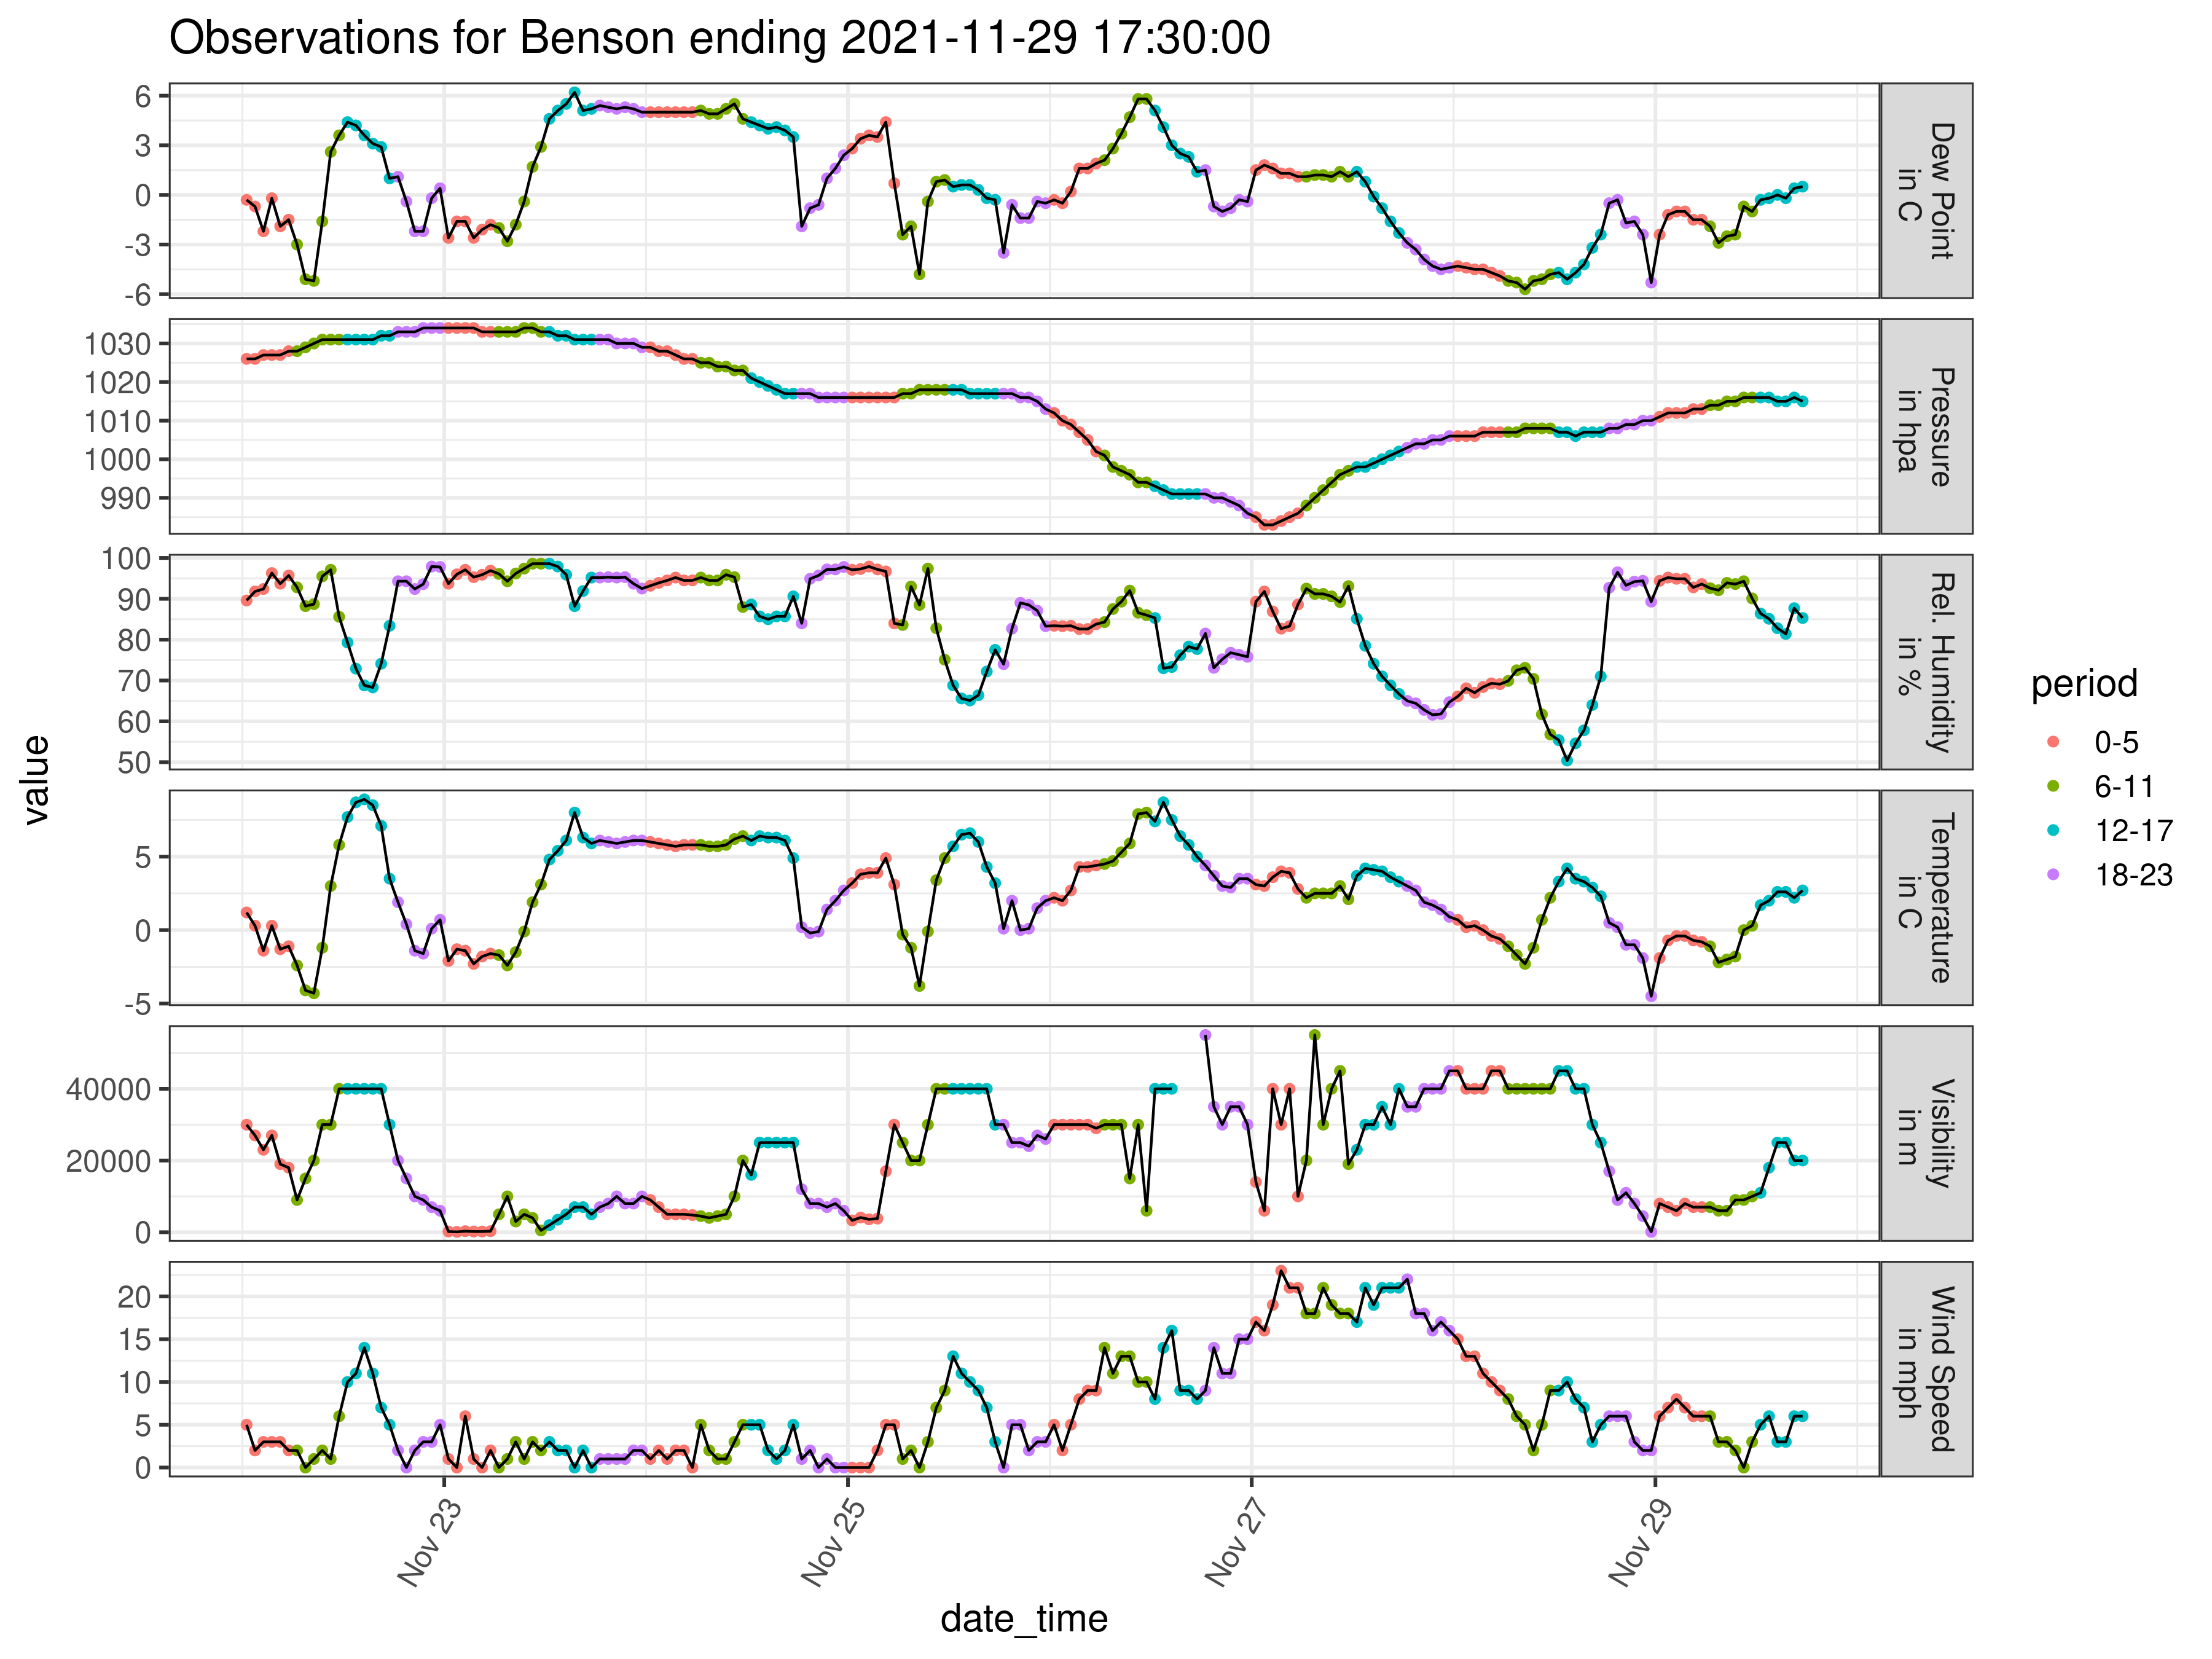 Observations for Benson ending 2021-11-29 17:30:00
value
6
3
0
-3
-6
Dew Point
in C
1030
1020
1010
1000
990
Pressure
in hpa
100
90
80
70
60
50
Rel. Humidity
in %
5
0
-5
Temperature
in C
40000
20000
0
Visibility
in m
20
15
10
5
0
Wind Speed
in mph
Nov 23
Nov 25
Nov 27
Nov 29
date_time
period
0-5
6-11
12-17
18-23